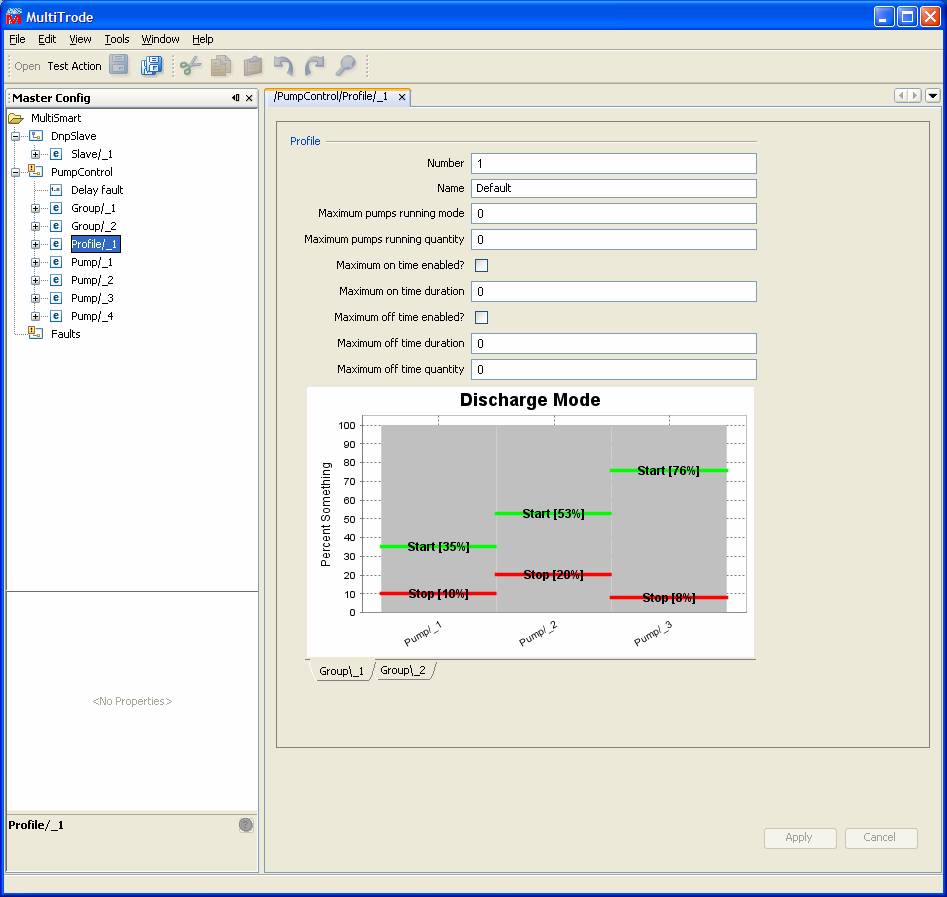 MultiTrode
File Edit View Tools Window Help
Open Test Action
Master Config
MultiSmart
DnpSlave
Slave/_1
PumpControl
Delay fault
Group/_1
Group/_2
Profile/_1
Pump/_1
Pump/_2
Pump/_3
Pump/_4
Faults
<No Properties>
Profile/_1
/PumpControl/Profile/_1
Profile
Number 1
Name Default
Maximum pumps running mode 0
Maximum pumps running quantity 0
Maximum on time enabled?
Maximum on time duration 0
Maximum off time enabled?
Maximum off time duration 0
Maximum off time quantity 0
Discharge Mode
Percent Something
100
90
80
70
60
50
40
30
20
10
0
Start [35%]
Stop [10%]
Start [53%]
Stop [20%]
Start [76%]
Stop [8%]
Pump/_1 Pump/_2 Pump/_3
Group\_1 Group\_2
Apply Cancel